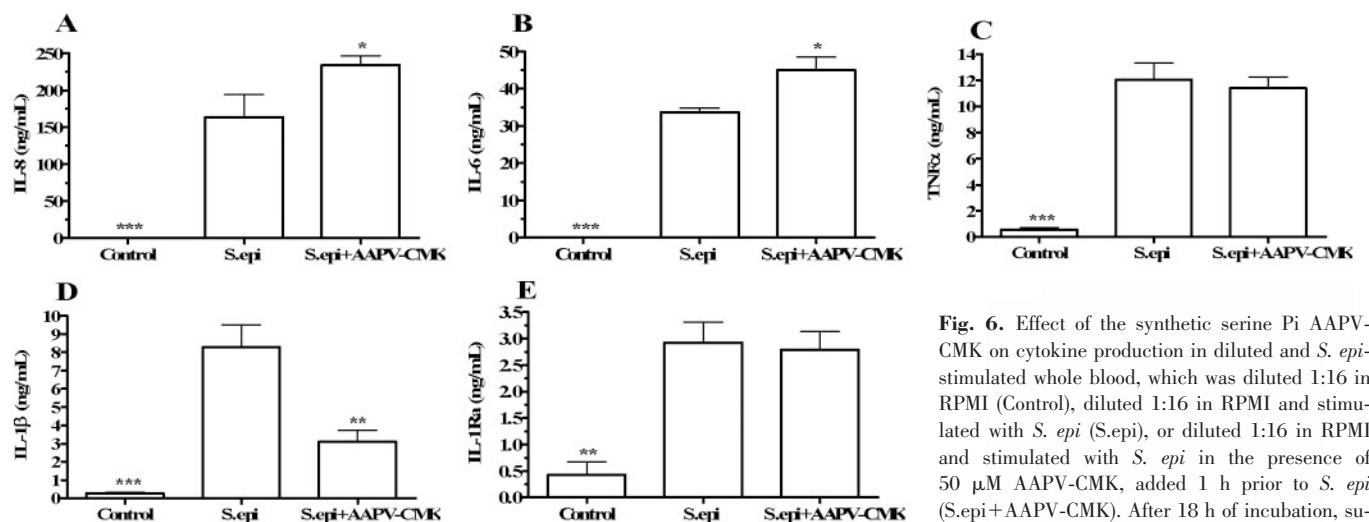 A
IL-8 (ng/mL)
250
200
150
100
50
0
***
*
Control
S.epi
S.epi+AAPV-CMK
B
IL-6 (ng/mL)
50
40
30
20
10
0
***
*
Control
S.epi
S.epi+AAPV-CMK
C
TNFα (ng/mL)
14
12
10
8
6
4
2
0
***
Control
S.epi
S.epi+AAPV-CMK
D
IL-1β (ng/mL)
10
9
8
7
6
5
4
3
2
1
0
***
**
Control
S.epi
S.epi+AAPV-CMK
E
IL-1Ra (ng/mL)
3.5
3.0
2.5
2.0
1.5
1.0
0.5
0.0
**
Control
S.epi
S.epi+AAPV-CMK
Fig. 6. Effect of the synthetic serine Pi AAPV-
CMK on cytokine production in diluted and S. epi-
stimulated whole blood, which was diluted 1:16 in
RPMI (Control), diluted 1:16 in RPMI and stimu-
lated with S. epi (S.epi), or diluted 1:16 in RPMI
and stimulated with S. epi in the presence of
50 μM AAPV-CMK, added 1 h prior to S. epi
(S.epi+AAPV-CMK). After 18 h of incubation, su-